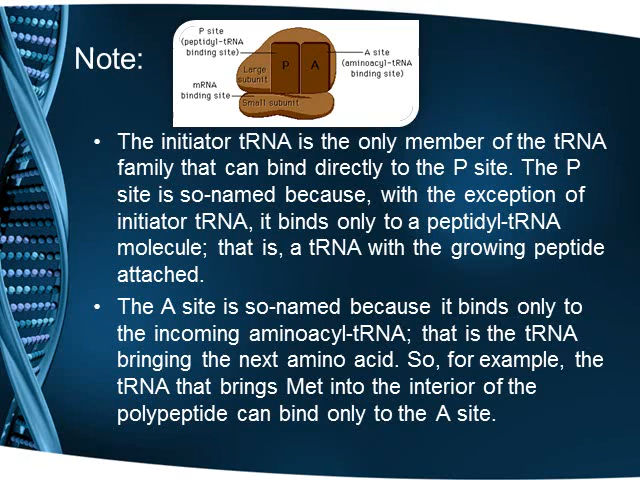 Note:
P site
(peptidyl-tRNA
binding site)
A site
(aminoacyl-tRNA
binding site)
P
A
Large
subunit
mRNA
binding site
Small subunit
• The initiator tRNA is the only member of the tRNA
family that can bind directly to the P site. The P
site is so-named because, with the exception of
initiator tRNA, it binds only to a peptidyl-tRNA
molecule; that is, a tRNA with the growing peptide
attached.
• The A site is so-named because it binds only to
the incoming aminoacyl-tRNA; that is the tRNA
bringing the next amino acid. So, for example, the
tRNA that brings Met into the interior of the
polypeptide can bind only to the A site.